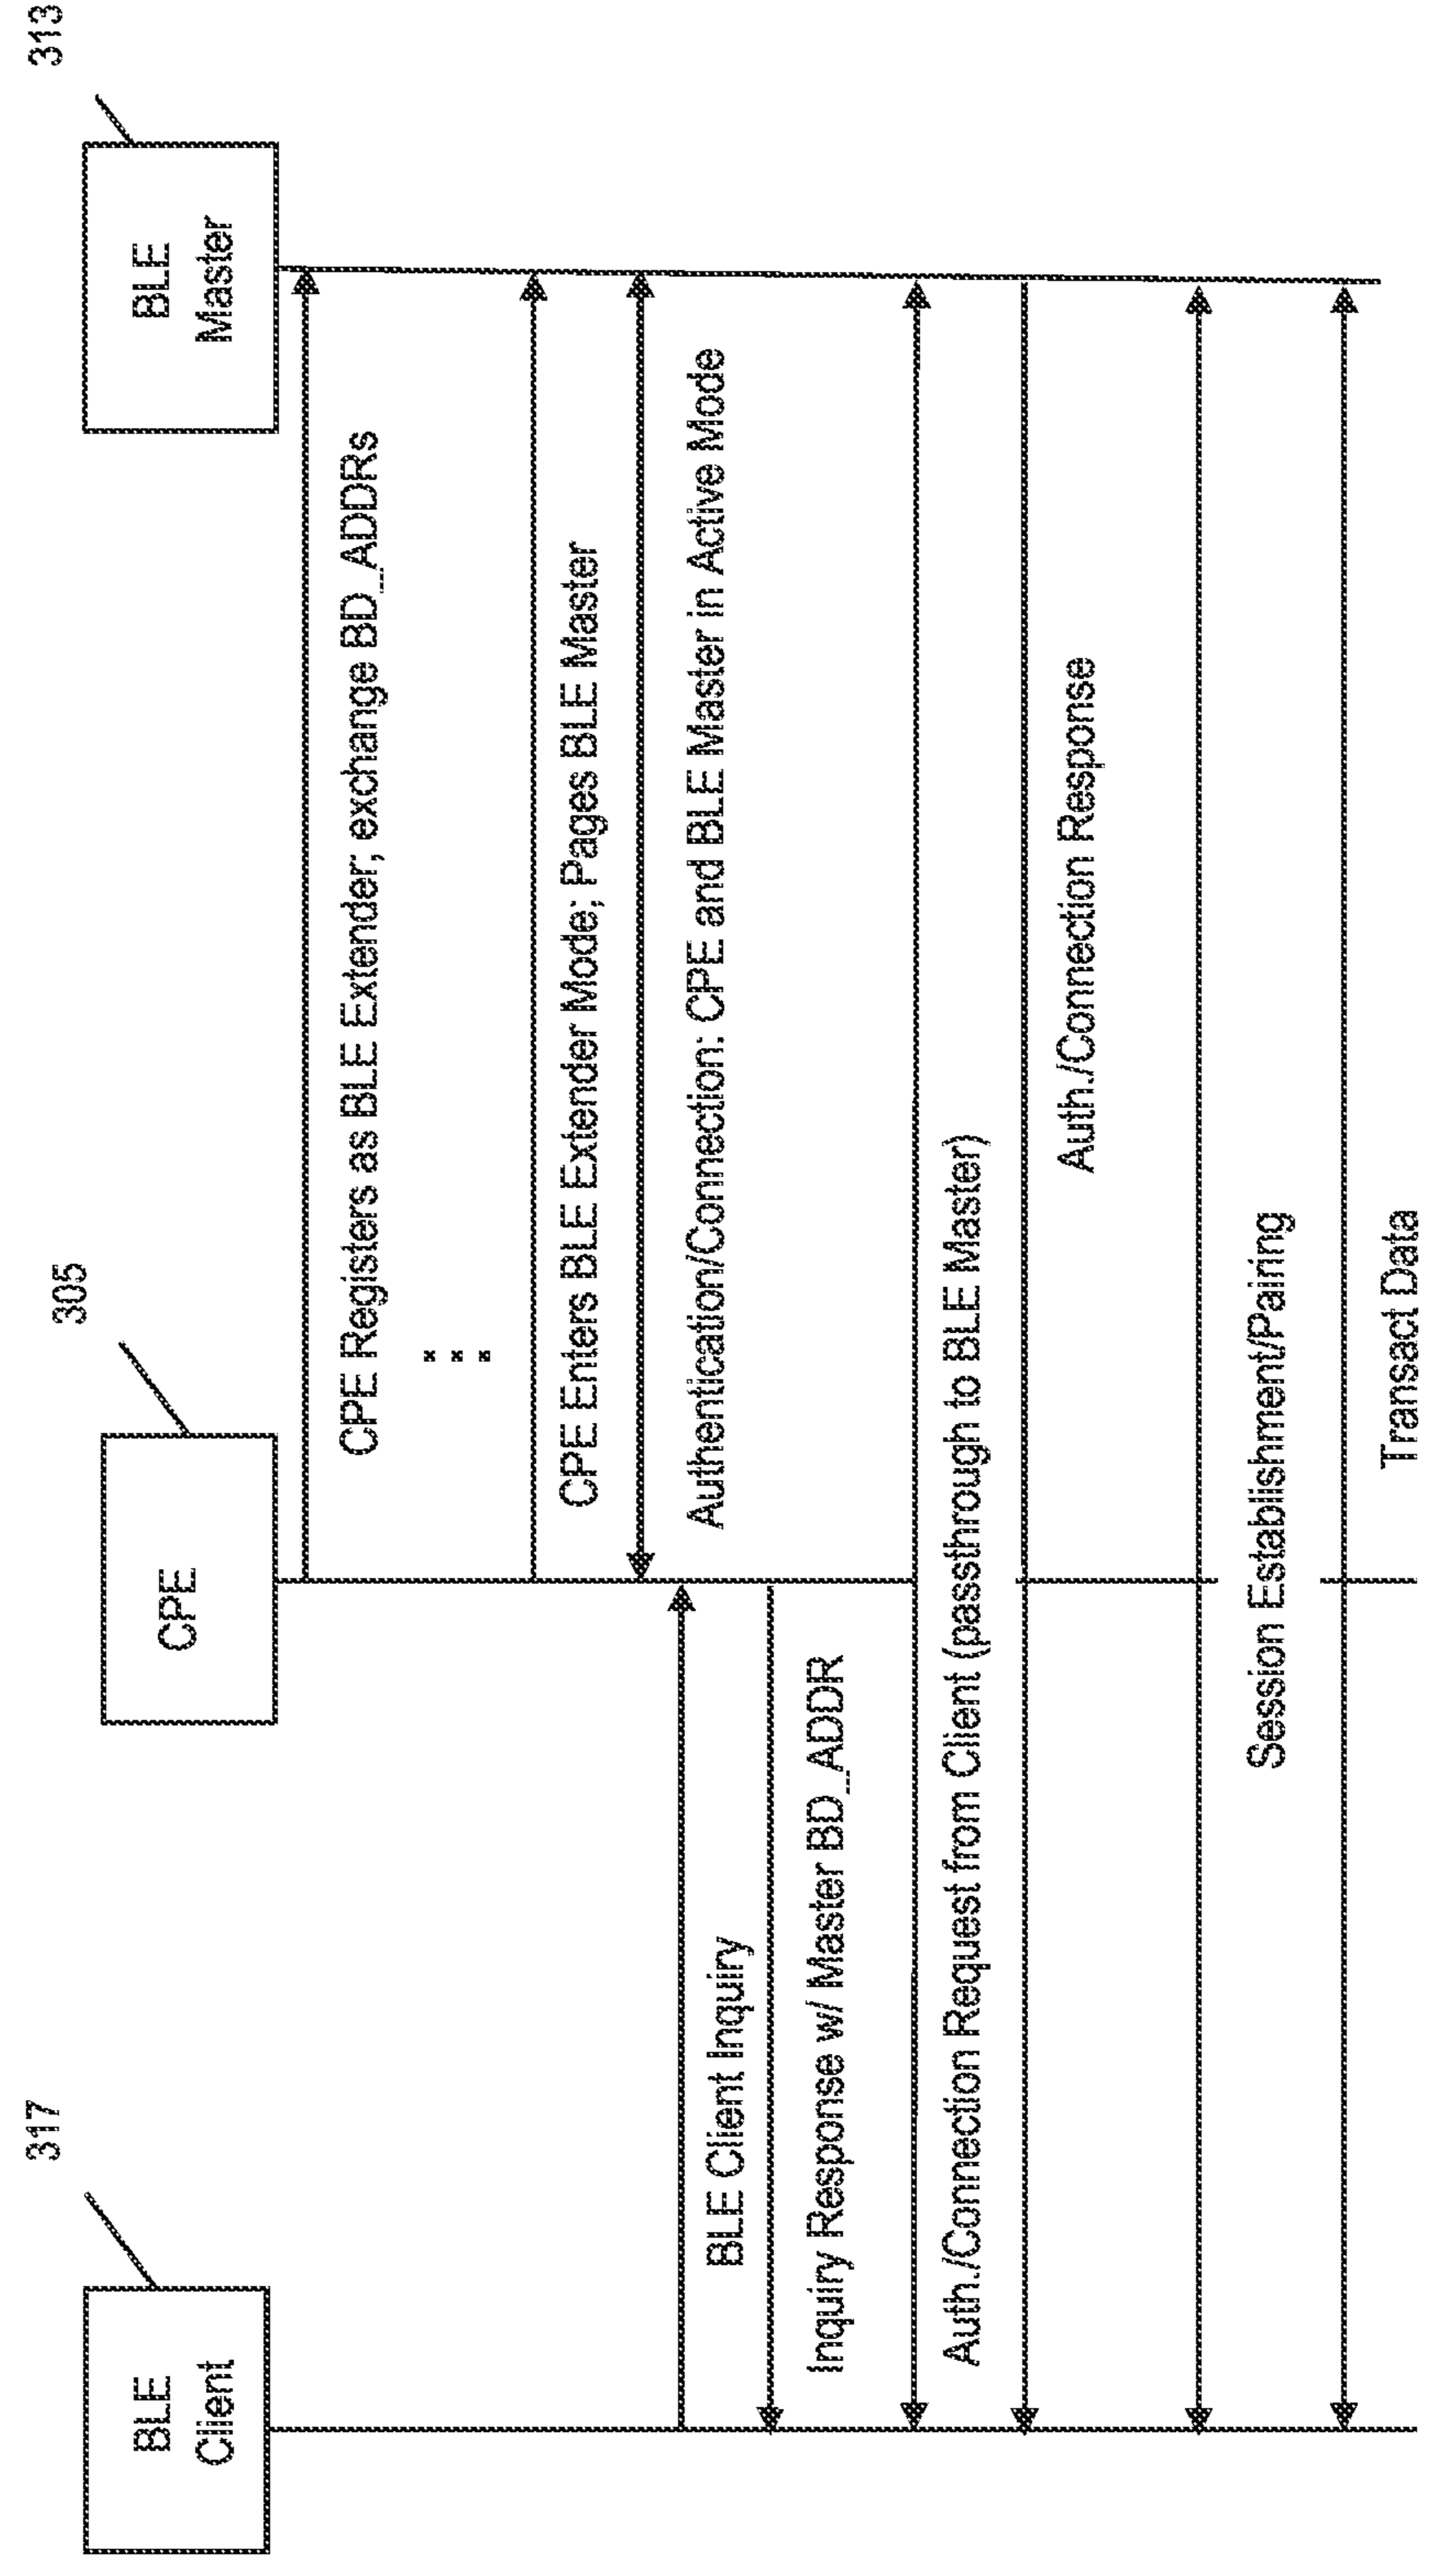 317
305
313
BLE
Client
CPE
BLE
Master
CPE Registers as BLE Extender; exchange BD_ADDRs
CPE Enters BLE Extender Mode; Pages BLE Master
Authentication/Connection: CPE and BLE Master in Active Mode
BLE Client Inquiry
Inquiry Response w/ Master BD_ADDR
Auth./Connection Request from Client (passthrough to BLE Master)
Auth./Connection Response
Session Establishment/Pairing
Transact Data